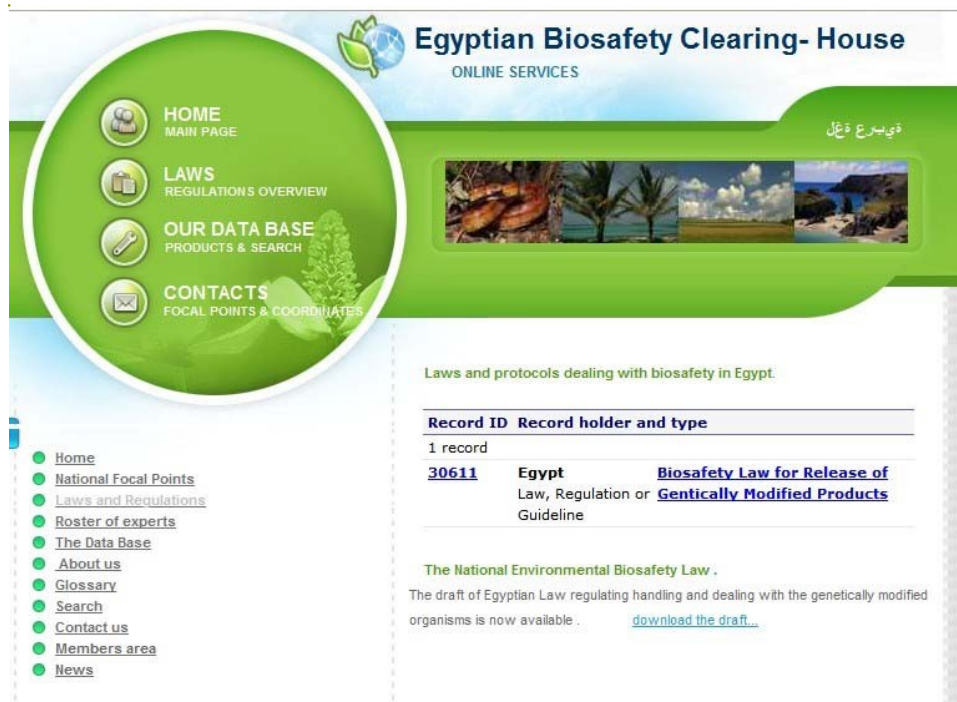 Egyptian Biosafety Clearing- House
ONLINE SERVICES
HOME
MAIN PAGE
LAWS
REGULATIONS OVERVIEW
OUR DATA BASE
PRODUCTS & SEARCH
CONTACTS
FOCAL POINTS & COORDINATES
ةيبرع ةغل
Home
National Focal Points
Laws and Regulations
Roster of experts
The Data Base
About us
Glossary
Search
Contact us
Members area
News
Laws and protocols dealing with biosafety in Egypt.
Record ID Record holder and type
1 record
30611 Egypt Biosafety Law for Release of
Law, Regulation or Gentically Modified Products
Guideline
The National Environmental Biosafety Law .
The draft of Egyptian Law regulating handling and dealing with the genetically modified
organisms is now available . download the draft...